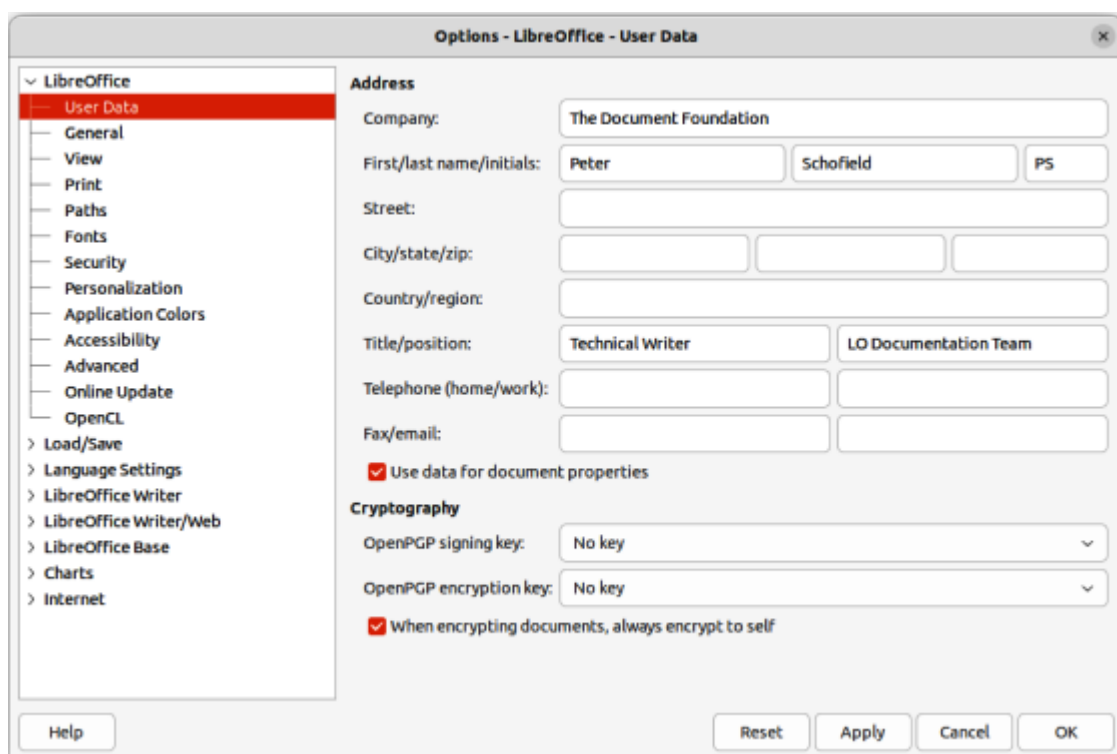 Options - LibreOffice - User Data
LibreOffice
User Data
General
View
Print
Paths
Fonts
Security
Personalization
Application Colors
Accessibility
Advanced
Online Update
OpenCL
Load/Save
Language Settings
LibreOffice Writer
LibreOffice Writer/Web
LibreOffice Base
Charts
Internet
Address
Company: The Document Foundation
First/last name/initials: Peter Schofield PS
Street:
City/state/zip:
Country/region:
Title/position: Technical Writer LO Documentation Team
Telephone (home/work):
Fax/email:
Use data for document properties
Cryptography
OpenPGP signing key: No key
OpenPGP encryption key: No key
When encrypting documents, always encrypt to self
Help Reset Apply Cancel OK